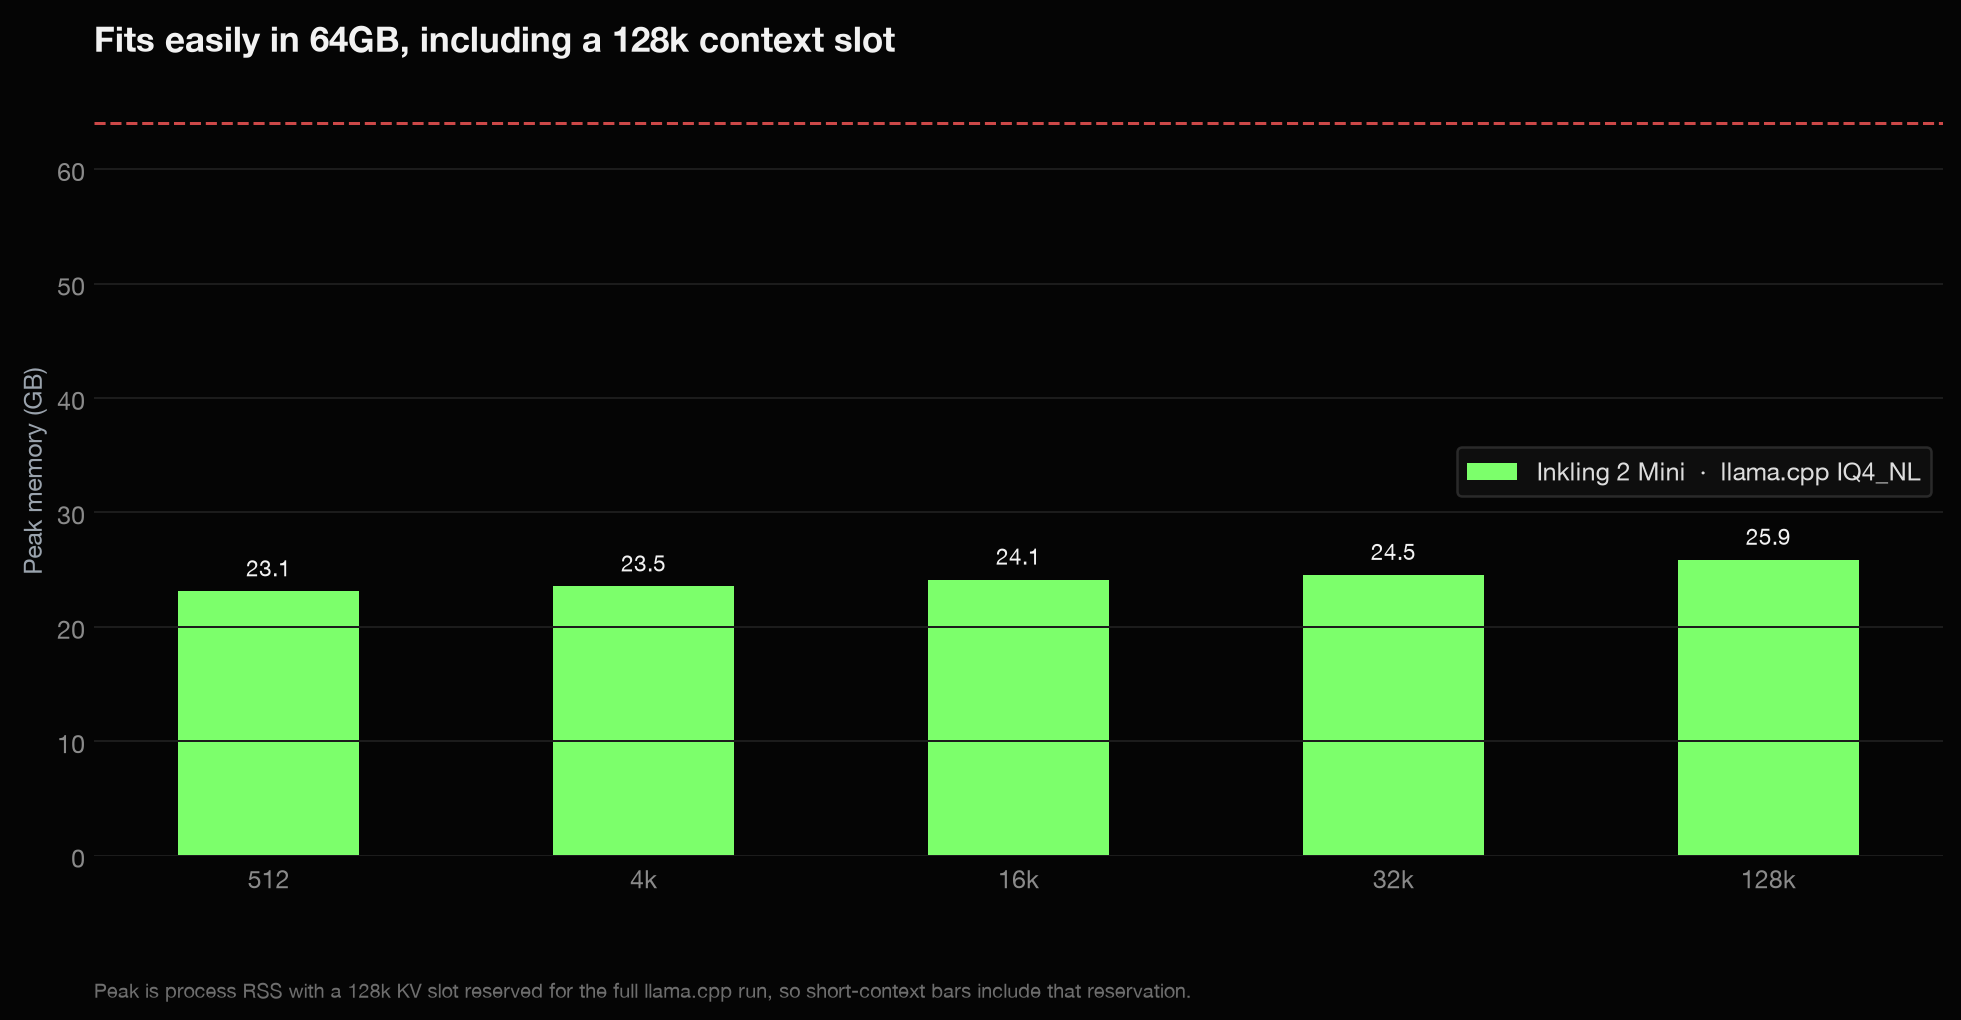 Fits easily in 64GB, including a 128k context slot
60
50
40
30
20
10
0
Peak memory (GB)
Inkling 2 Mini · llama.cpp IQ4_NL
23.1
23.5
24.1
24.5
25.9
512
4k
16k
32k
128k
Peak is process RSS with a 128k KV slot reserved for the full llama.cpp run, so short-context bars include that reservation.